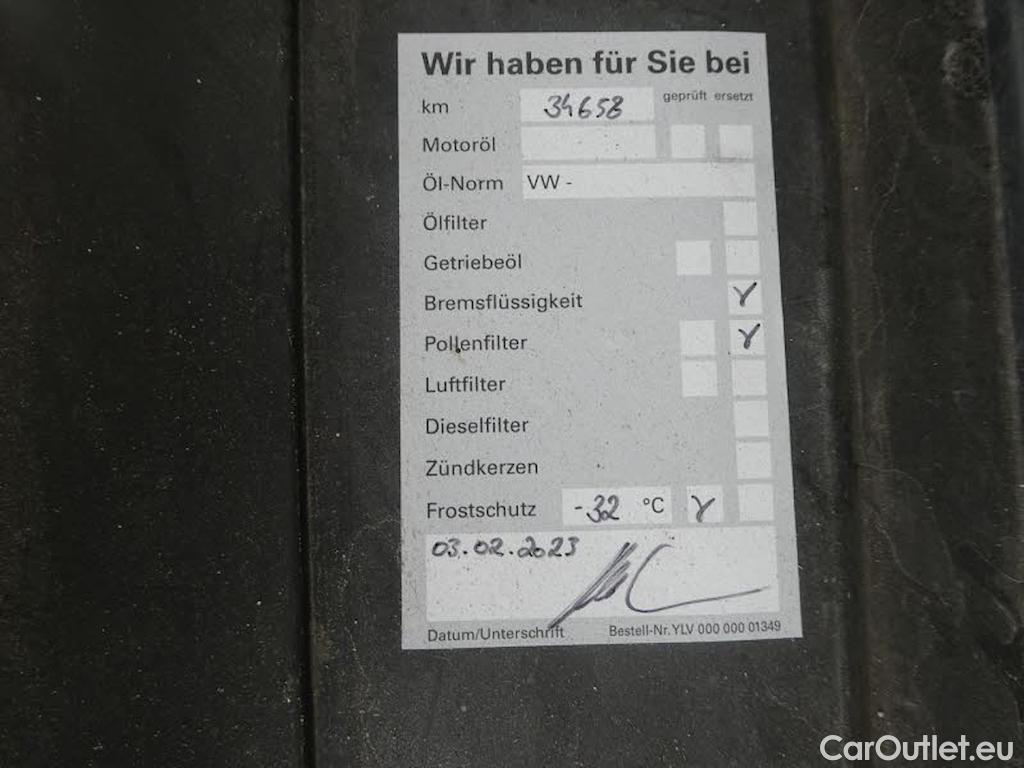 Wir haben für Sie bei
km 34658 geprüft ersetzt
Motoröl
Öl-Norm VW -
Ölfilter
Getriebeöl
Bremsflüssigkeit
Pollenfilter
Luftfilter
Dieselfilter
Zündkerzen
Frostschutz -32 °C
03.02.2023
Datum/Unterschrift Bestell-Nr. YLV 000 000 01349
CarOutlet.eu